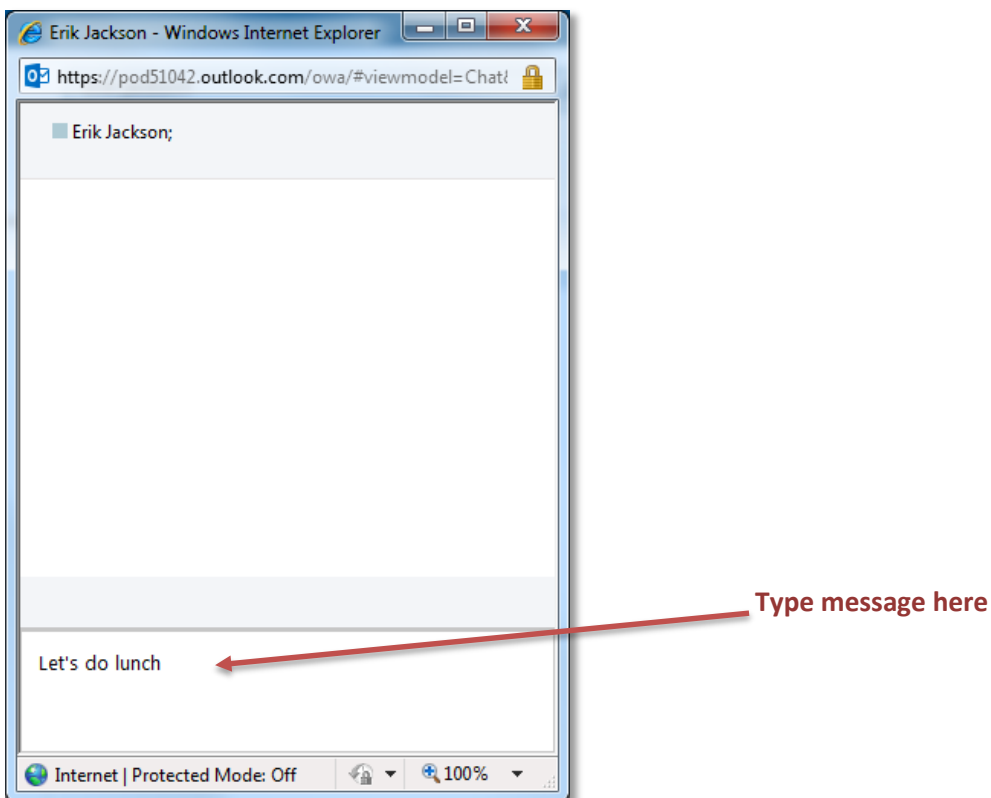 Erik Jackson - Windows Internet Explorer
https://pod51042.outlook.com/owa/#viewmodel=Chat
Erik Jackson;
Type message here
Let's do lunch
Internet | Protected Mode: Off
100%